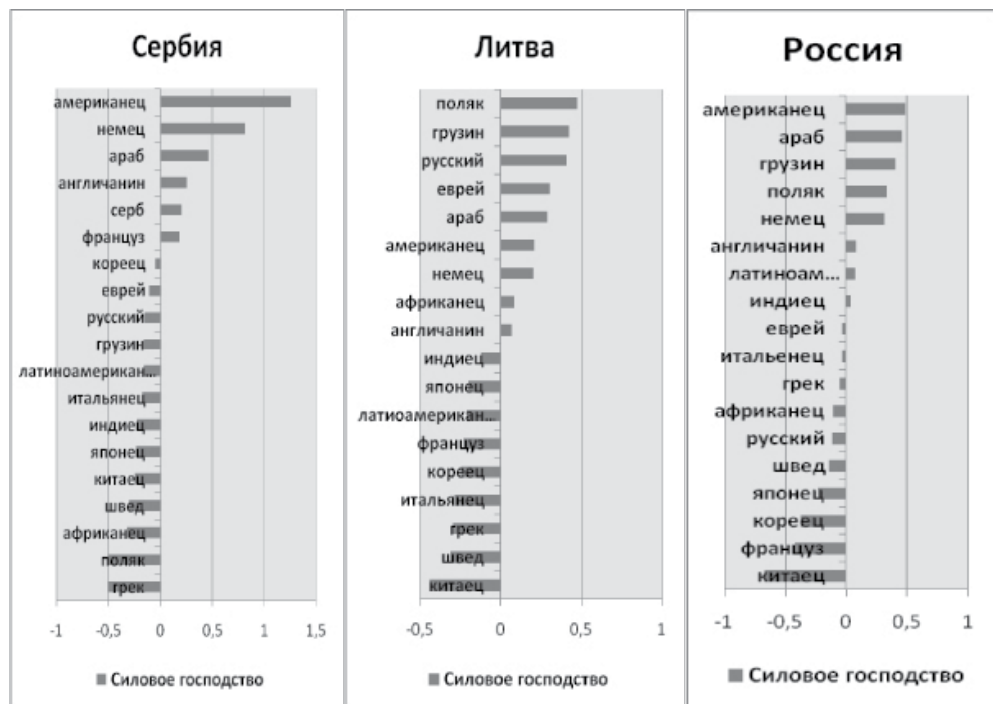 Сербия
американец
немец
араб
англичанин
серб
француз
кореец
еврей
русский
грузин
латиноамерикан...
итальянец
индиец
японец
китаец
швед
африканец
поляк
грек
-1 -0,5 0 0,5 1 1,5
Силовое господство
Литва
поляк
грузин
русский
еврей
араб
американец
немец
африканец
англичанин
индиец
японец
латиоамерикан...
француз
кореец
итальянец
грек
швед
китаец
-0,5 0 0,5 1
Силовое господство
Россия
американец
араб
грузин
поляк
немец
англичанин
латиноам...
индиец
еврей
итальенец
грек
африканец
русский
швед
японец
кореец
француз
китаец
-1 -0,5 0 0,5 1
Силовое господство